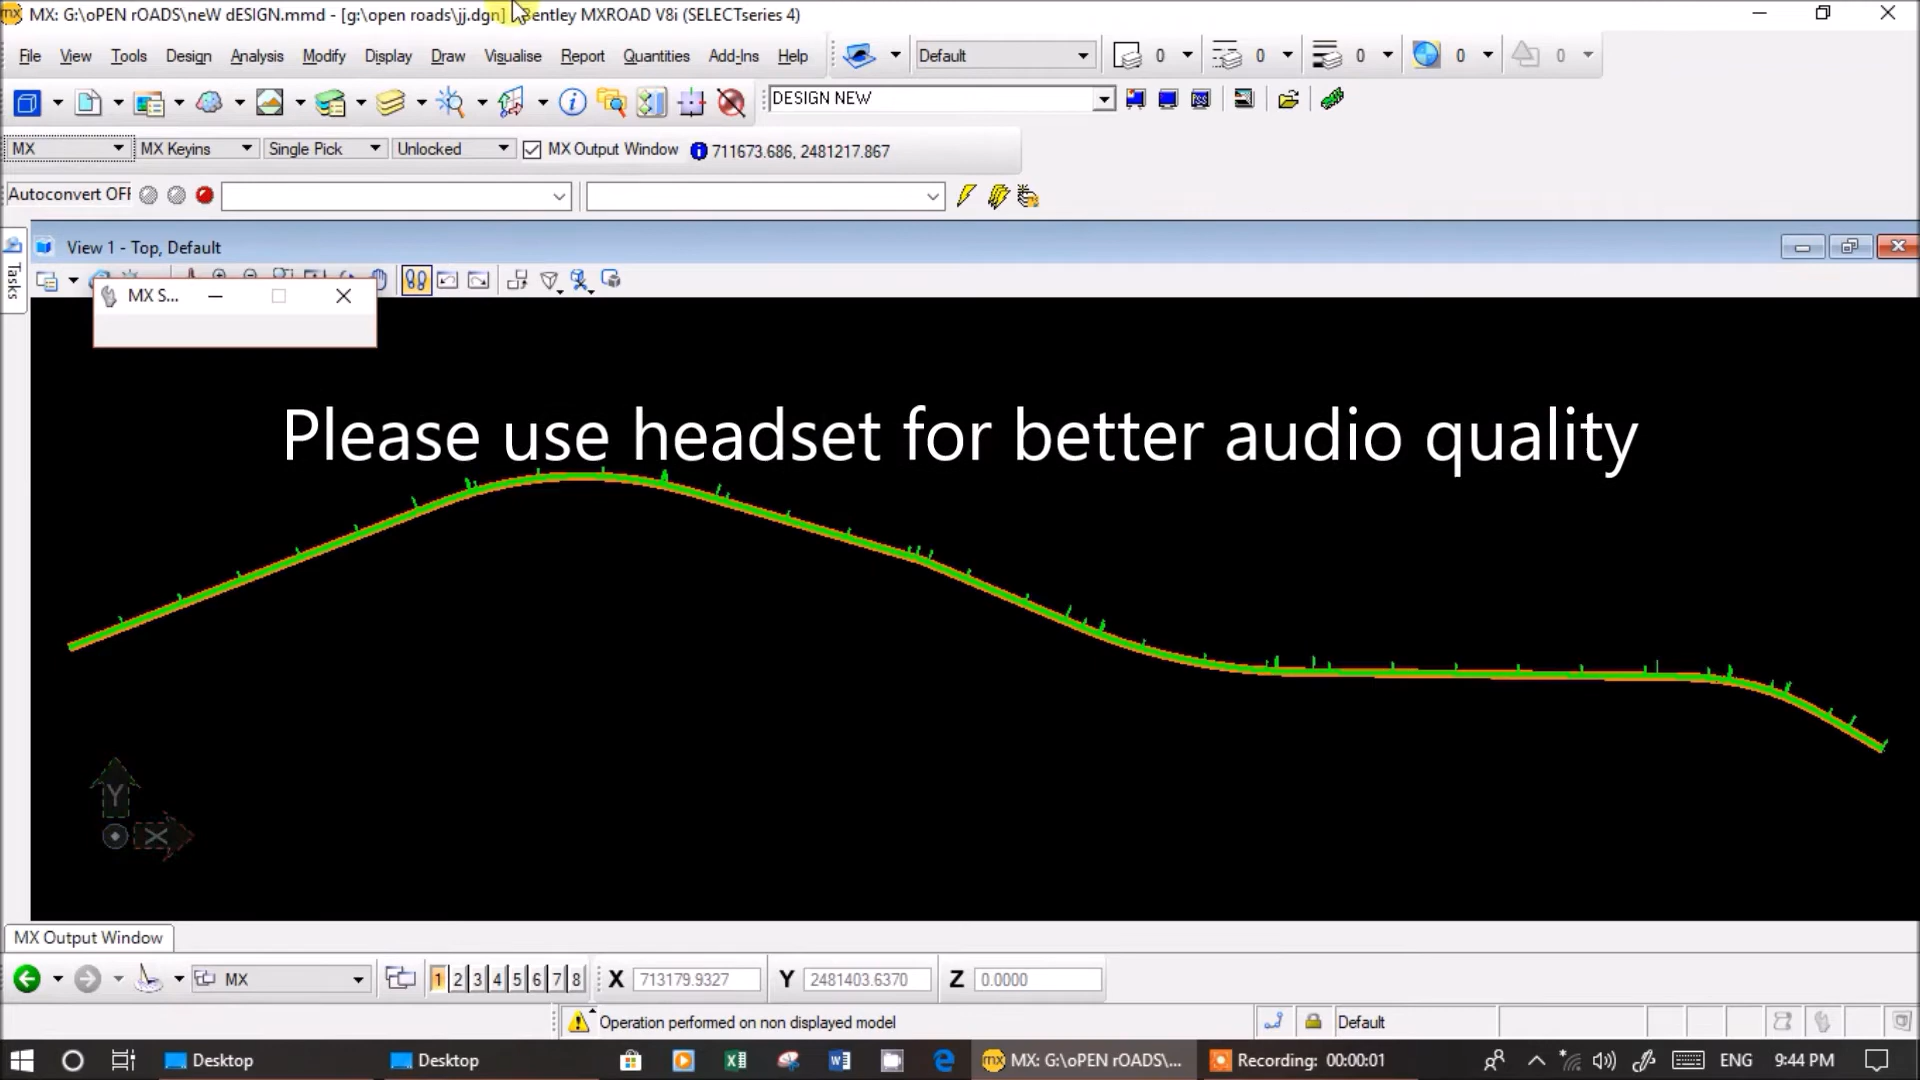 MX: G:\oPEN rOADS\neW dESIGN.mmd - [g:\open roads\jj.dgn] - Bentley MXROAD V8i (SELECTseries 4)
File View Tools Design Analysis Modify Display Draw Visualise Report Quantities Add-Ins Help Default 0 0 0 0 0
DESIGN NEW
MX MX Keyins Single Pick Unlocked MX Output Window 711673.686, 2481217.867
Autoconvert OFF
View 1 - Top, Default
Tasks
MX S...
Please use headset for better audio quality
Y
X
MX Output Window
MX 1 2 3 4 5 6 7 8 X 713179.9327 Y 2481403.6370 Z 0.0000
Operation performed on non displayed model Default
Desktop Desktop MX: G:\oPEN rOADS\... Recording: 00:00:01 ENG 9:44 PM